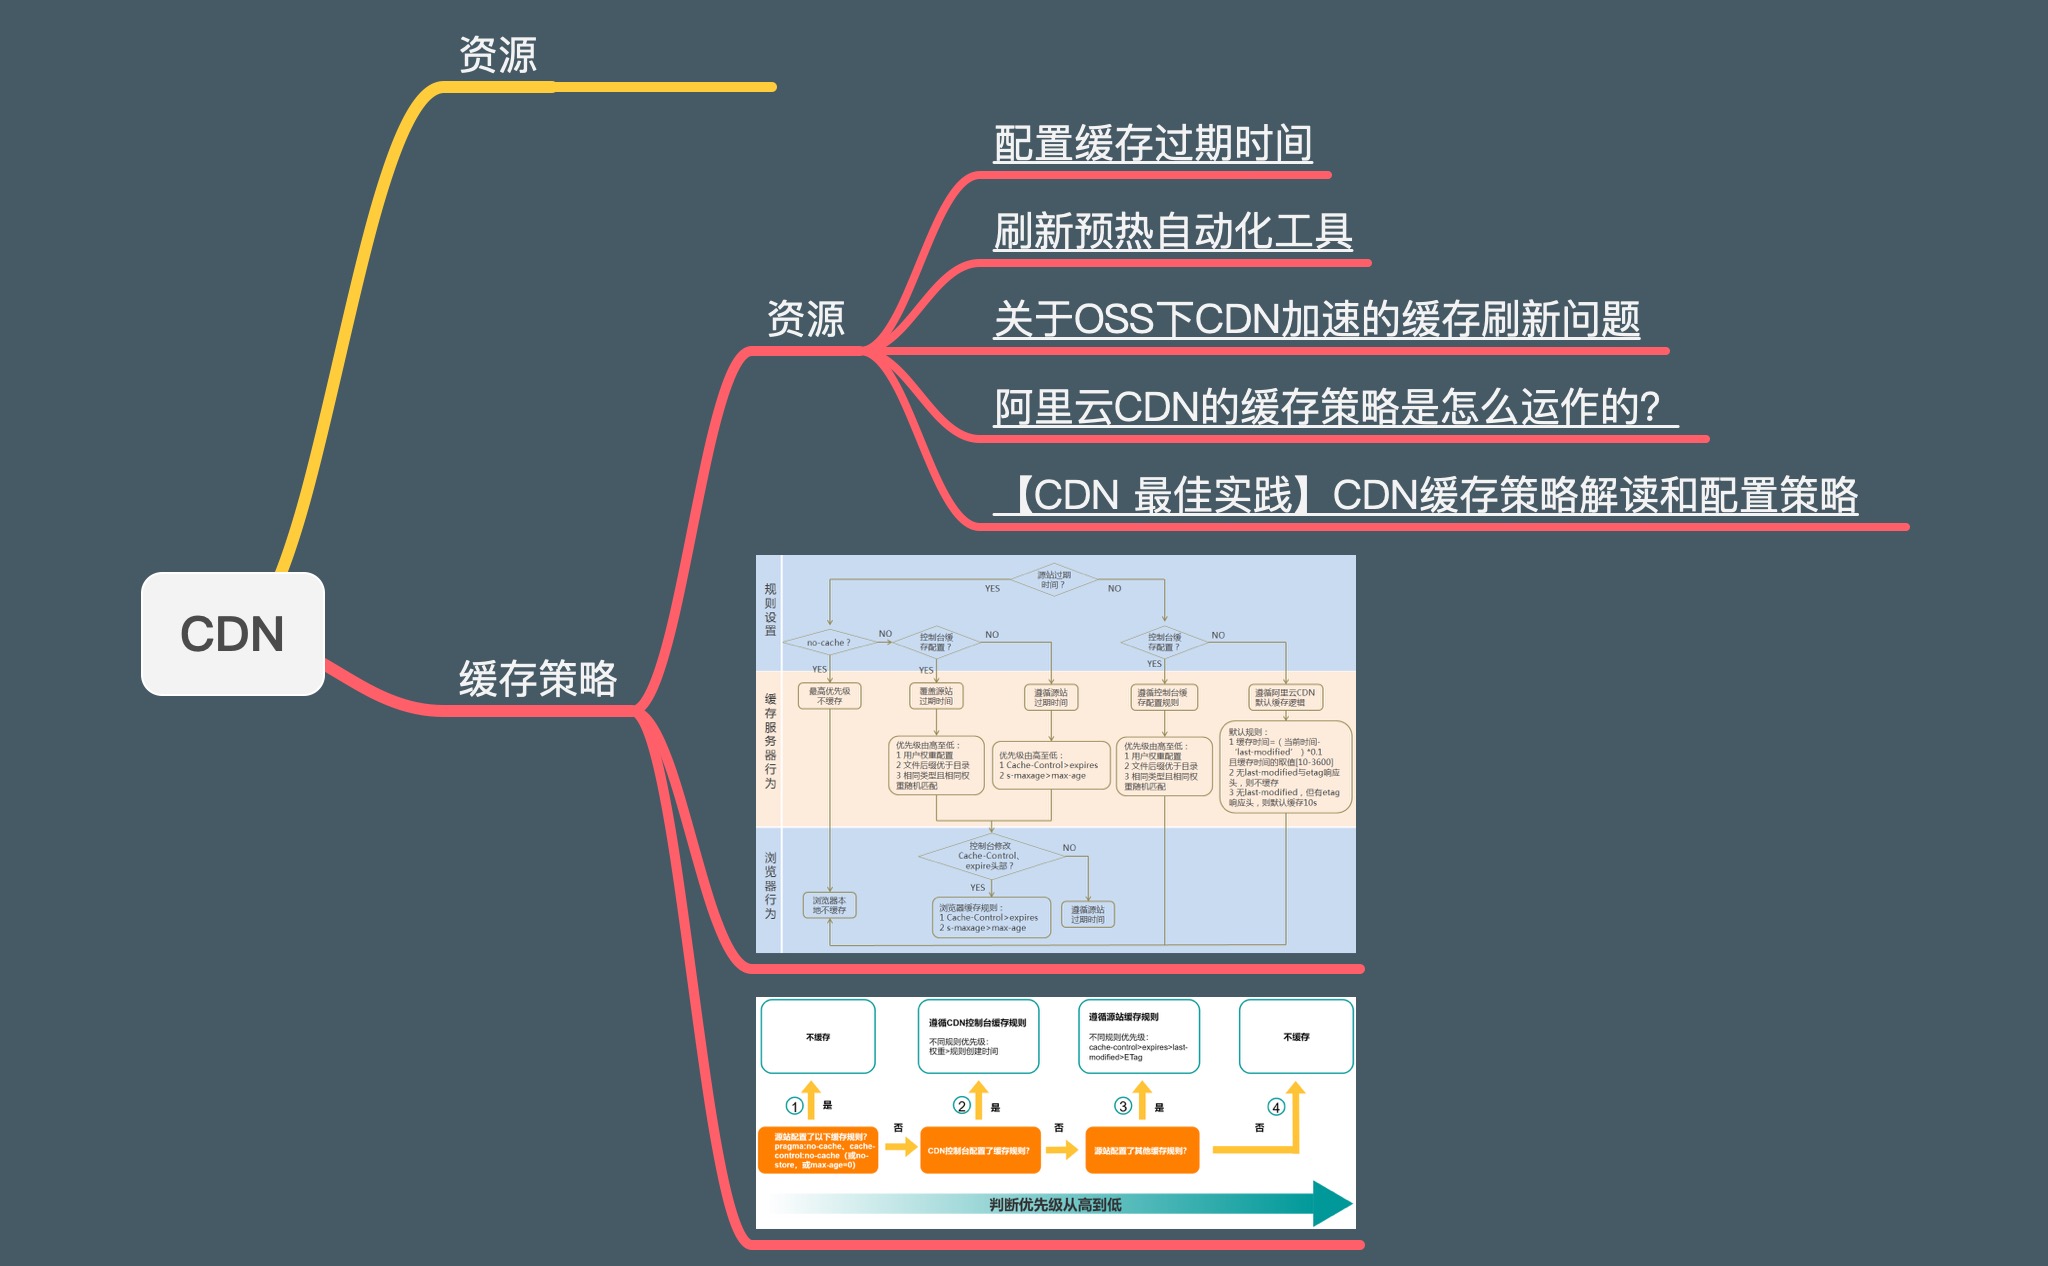 资源
配置缓存过期时间
刷新预热自动化工具
资源
关于OSS下CDN加速的缓存刷新问题
阿里云CDN的缓存策略是怎么运作的？
【CDN 最佳实践】CDN缓存策略解读和配置策略
CDN
缓存策略
规则设置
源站过期
时间？
YES
NO
no-cache？
NO
控制台缓
存配置？
NO
控制台缓
存配置？
NO
YES
YES
YES
缓存服务器行为
最高优先级
不缓存
覆盖源站
过期时间
遵循源站
过期时间
遵循控制台缓
存配置规则
遵循阿里云CDN
默认缓存逻辑
优先级由高至低：
1 用户权重配置
2 文件后缀优于目录
3 相同类型且相同权
重随机匹配
优先级由高至低：
1 Cache-Control>expires
2 s-maxage>max-age
优先级由高至低：
1 用户权重配置
2 文件后缀优于目录
3 相同类型且相同权
重随机匹配
默认规则：
1 缓存时间=（当前时间-
‘last-modified’）*0.1
且缓存时间的取值[10-3600]
2 无last-modified与etag响应
头，则不缓存
3 无last-modified，但有etag
响应头，则默认缓存10s
浏览器行为
控制台修改
Cache-Control、
expire头部？
NO
YES
浏览器本
地不缓存
浏览器缓存规则：
1 Cache-Control>expires
2 s-maxage>max-age
遵循源站
过期时间
不缓存
遵循CDN控制台缓存规则
不同规则优先级：
权重>规则创建时间
遵循源站缓存规则
不同规则优先级：
cache-control>expires>last-
modified>ETag
不缓存
1
是
2
是
3
是
4
否
否
否
源站配置了以下缓存规则？
pragma:no-cache、cache-
control:no-cache（或no-
store，或max-age=0）
CDN控制台配置了缓存规则？
源站配置了其他缓存规则？
判断优先级从高到低